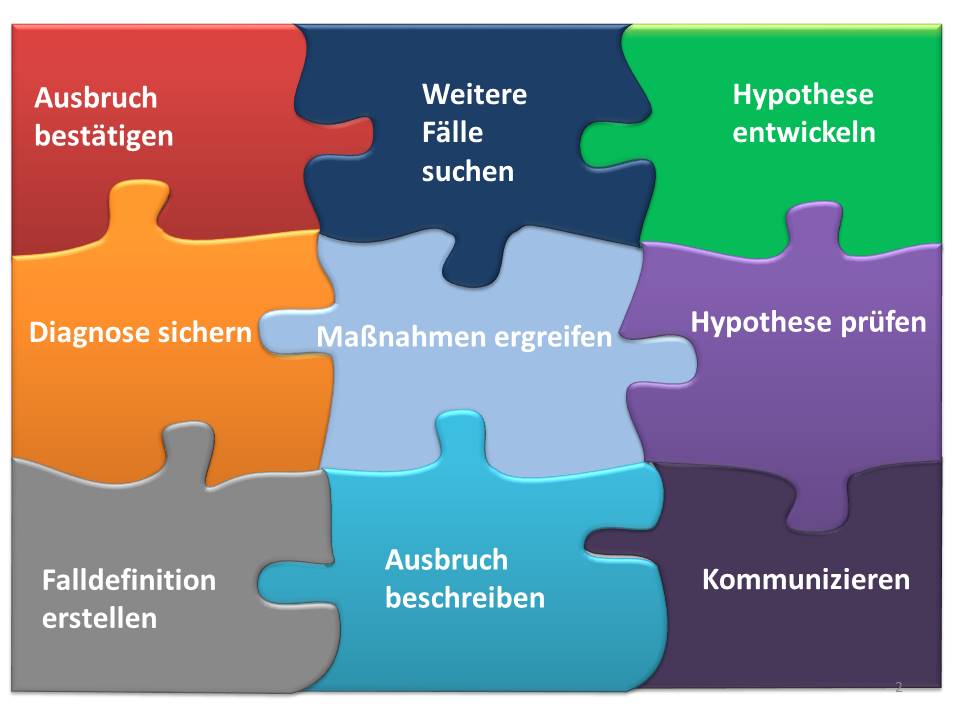 Ausbruch
bestätigen
Weitere
Fälle
suchen
Hypothese
entwickeln
Diagnose sichern
Maßnahmen ergreifen
Hypothese prüfen
Falldefinition
erstellen
Ausbruch
beschreiben
Kommunizieren
2